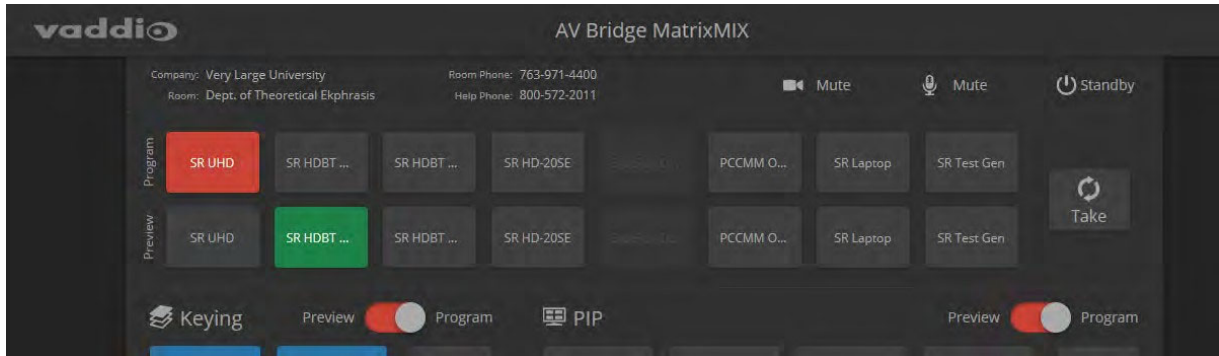 vaddio
AV Bridge MatrixMIX
Company: Very Large University
Room: Dept. of Theoretical Ekphrasis
Room Phone: 763-971-4400
Help Phone: 800-572-2011
Mute
Mute
Standby
Program
SR UHD
SR HDBT ...
SR HDBT ...
SR HD-20SE
PCCMM O...
SR Laptop
SR Test Gen
Take
Preview
SR UHD
SR HDBT ...
SR HDBT ...
SR HD-20SE
PCCMM O...
SR Laptop
SR Test Gen
Keying
Preview
Program
PIP
Preview
Program